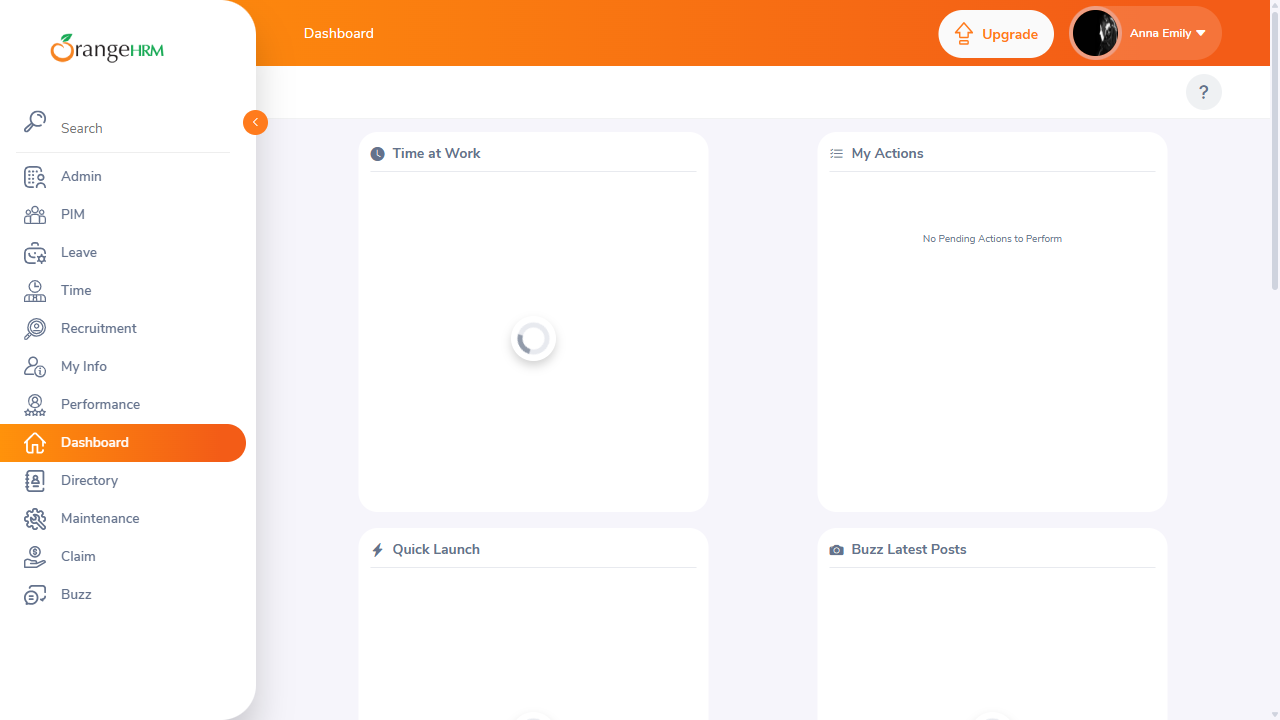 OrangeHRM
Search
Admin
PIM
Leave
Time
Recruitment
My Info
Performance
Dashboard
Directory
Maintenance
Claim
Buzz
Dashboard
Upgrade
Anna Emily
?
Time at Work
My Actions
No Pending Actions to Perform
Quick Launch
Buzz Latest Posts